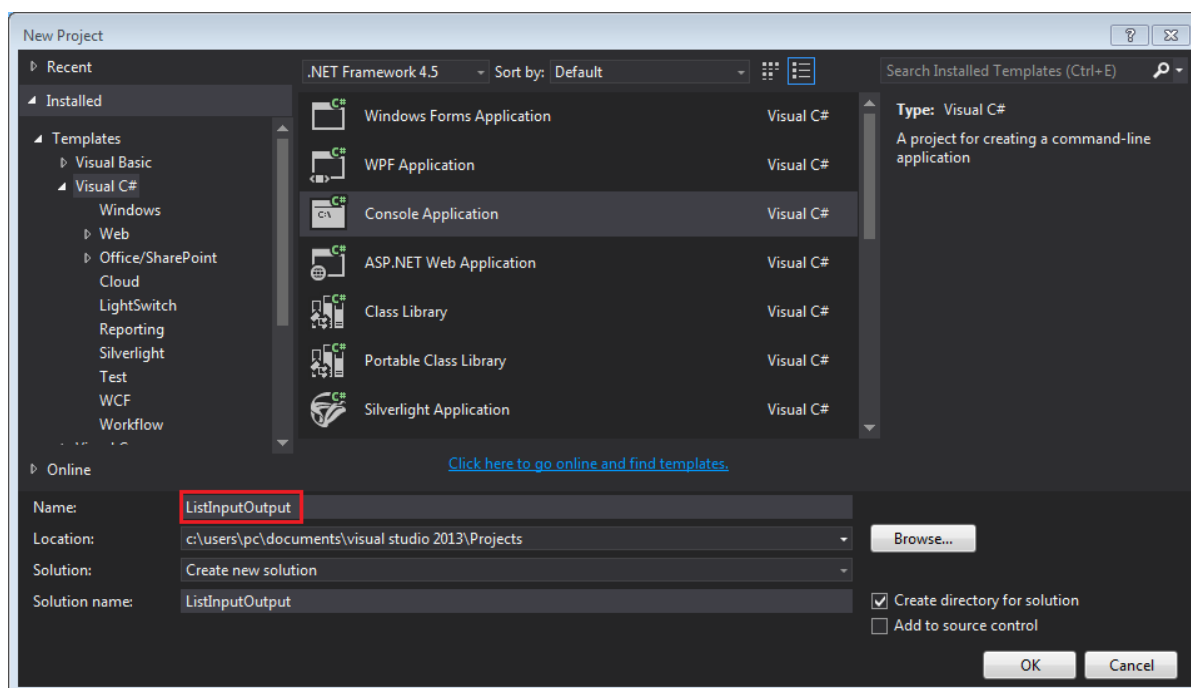 New Project
Recent
.NET Framework 4.5 Sort by: Default
Search Installed Templates (Ctrl+E)
Installed
Templates
Visual Basic
Visual C#
Windows
Web
Office/SharePoint
Cloud
LightSwitch
Reporting
Silverlight
Test
WCF
Workflow
Online
C# Windows Forms Application Visual C#
C# WPF Application Visual C#
C# C:\ Console Application Visual C#
C# ASP.NET Web Application Visual C#
C# Class Library Visual C#
C# Portable Class Library Visual C#
C# Silverlight Application Visual C#
Click here to go online and find templates.
Type: Visual C#
A project for creating a command-line
application
Name: ListInputOutput
Location: c:\users\pc\documents\visual studio 2013\Projects
Browse...
Solution: Create new solution
Solution name: ListInputOutput
Create directory for solution
Add to source control
OK Cancel